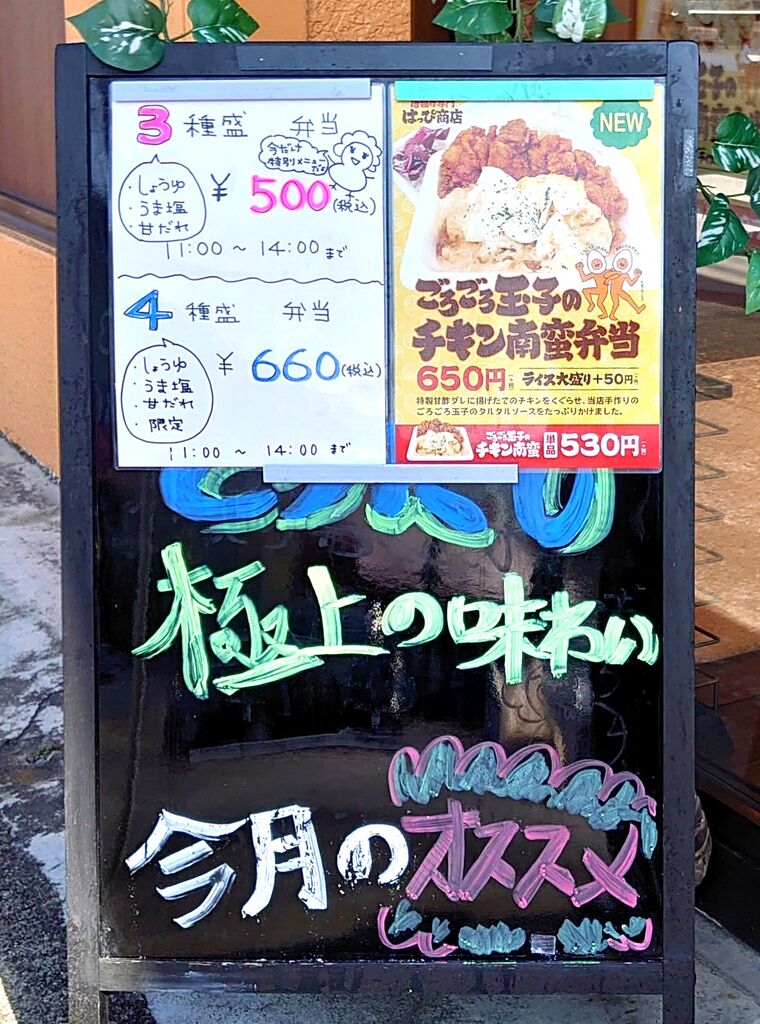 3種盛 弁当
今だけ
特別メニューだよ
・しょうゆ
・うま塩
・甘だれ
¥500(税込)
11:00 ～ 14:00 まで
4種盛 弁当
・しょうゆ
・うま塩
・甘だれ
・限定
¥660(税込)
11:00 ～ 14:00 まで
はっぴ商店
NEW
ごろごろ玉子の
チキン南蛮弁当
650円 ライス大盛り+50円
特製甘酢ダレに揚げたてのチキンをくぐらせ、当店手作りの
ごろごろ玉子のタルタルソースをたっぷりかけました。
ごろごろ玉子の
チキン南蛮 単品 530円
極上の味わい
今月のオススメ